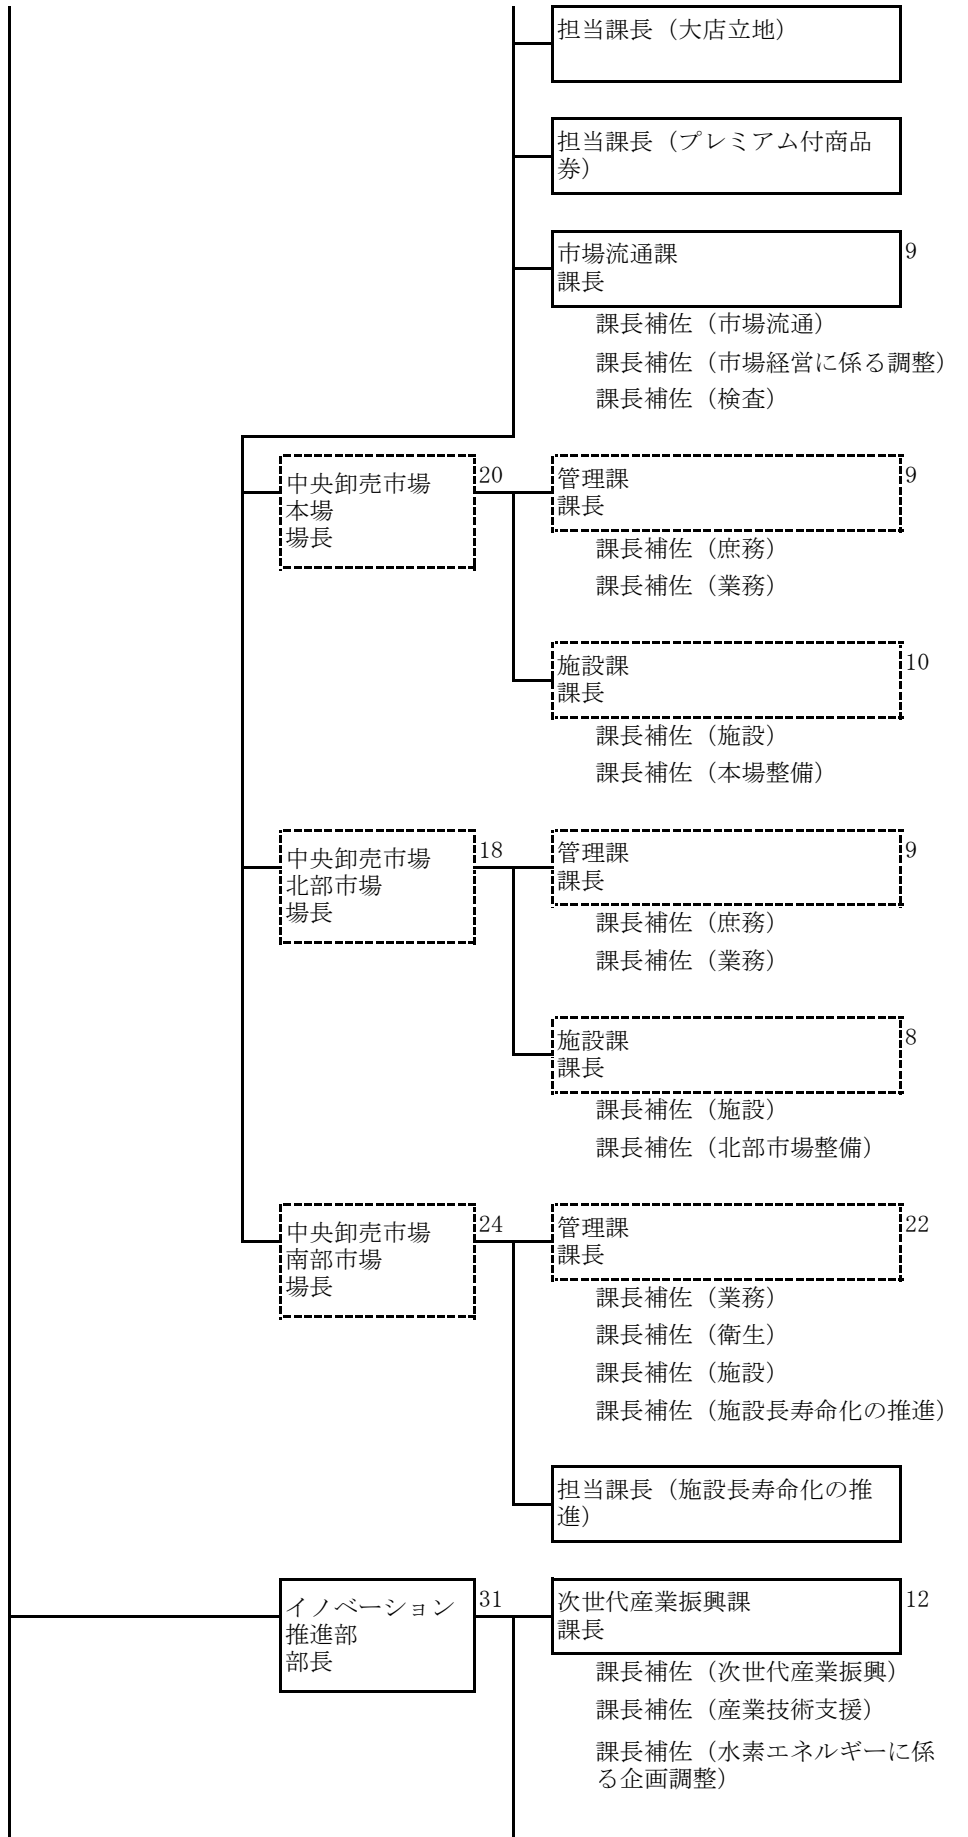 担当課長（大店立地）
担当課長（プレミアム付商品
券）
市場流通課
課長
9
課長補佐（市場流通）
課長補佐（市場経営に係る調整）
課長補佐（検査）
中央卸売市場
本場
場長
20
管理課
課長
9
課長補佐（庶務）
課長補佐（業務）
施設課
課長
10
課長補佐（施設）
課長補佐（本場整備）
中央卸売市場
北部市場
場長
18
管理課
課長
9
課長補佐（庶務）
課長補佐（業務）
施設課
課長
8
課長補佐（施設）
課長補佐（北部市場整備）
中央卸売市場
南部市場
場長
24
管理課
課長
22
課長補佐（業務）
課長補佐（衛生）
課長補佐（施設）
課長補佐（施設長寿命化の推進）
担当課長（施設長寿命化の推
進）
イノベーション
推進部
部長
31
次世代産業振興課
課長
12
課長補佐（次世代産業振興）
課長補佐（産業技術支援）
課長補佐（水素エネルギーに係
る企画調整）